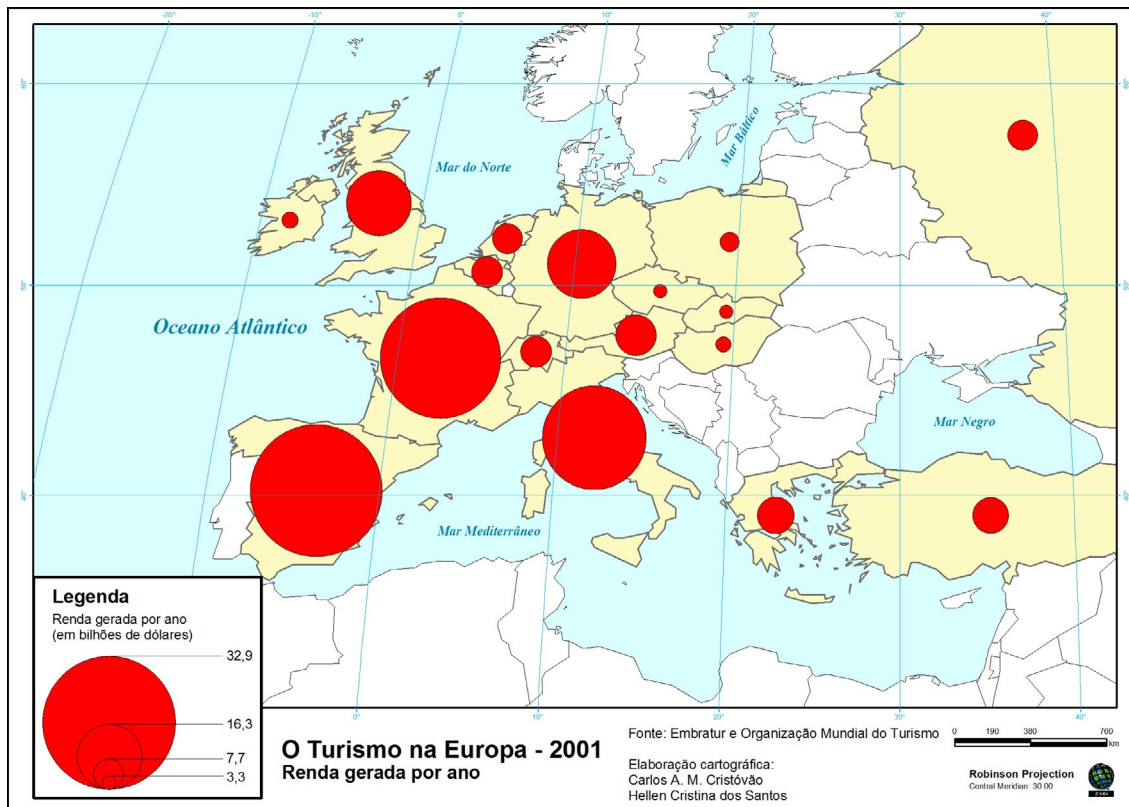 -20° -10° 0° 10° 20° 30° 40°
60° 60°
Mar do Norte
Mar Báltico
50° 50°
Oceano Atlântico
Mar Negro
40° 40°
Mar Mediterrâneo
Legenda
Renda gerada por ano
(em bilhões de dólares)
32,9
16,3
7,7
3,3
0° 10° 20° 30° 40°
O Turismo na Europa - 2001
Renda gerada por ano
Fonte: Embratur e Organização Mundial do Turismo
Elaboração cartográfica:
Carlos A. M. Cristóvão
Hellen Cristina dos Santos
0 190 380 760
km
Robinson Projection
Central Meridian: 30.00